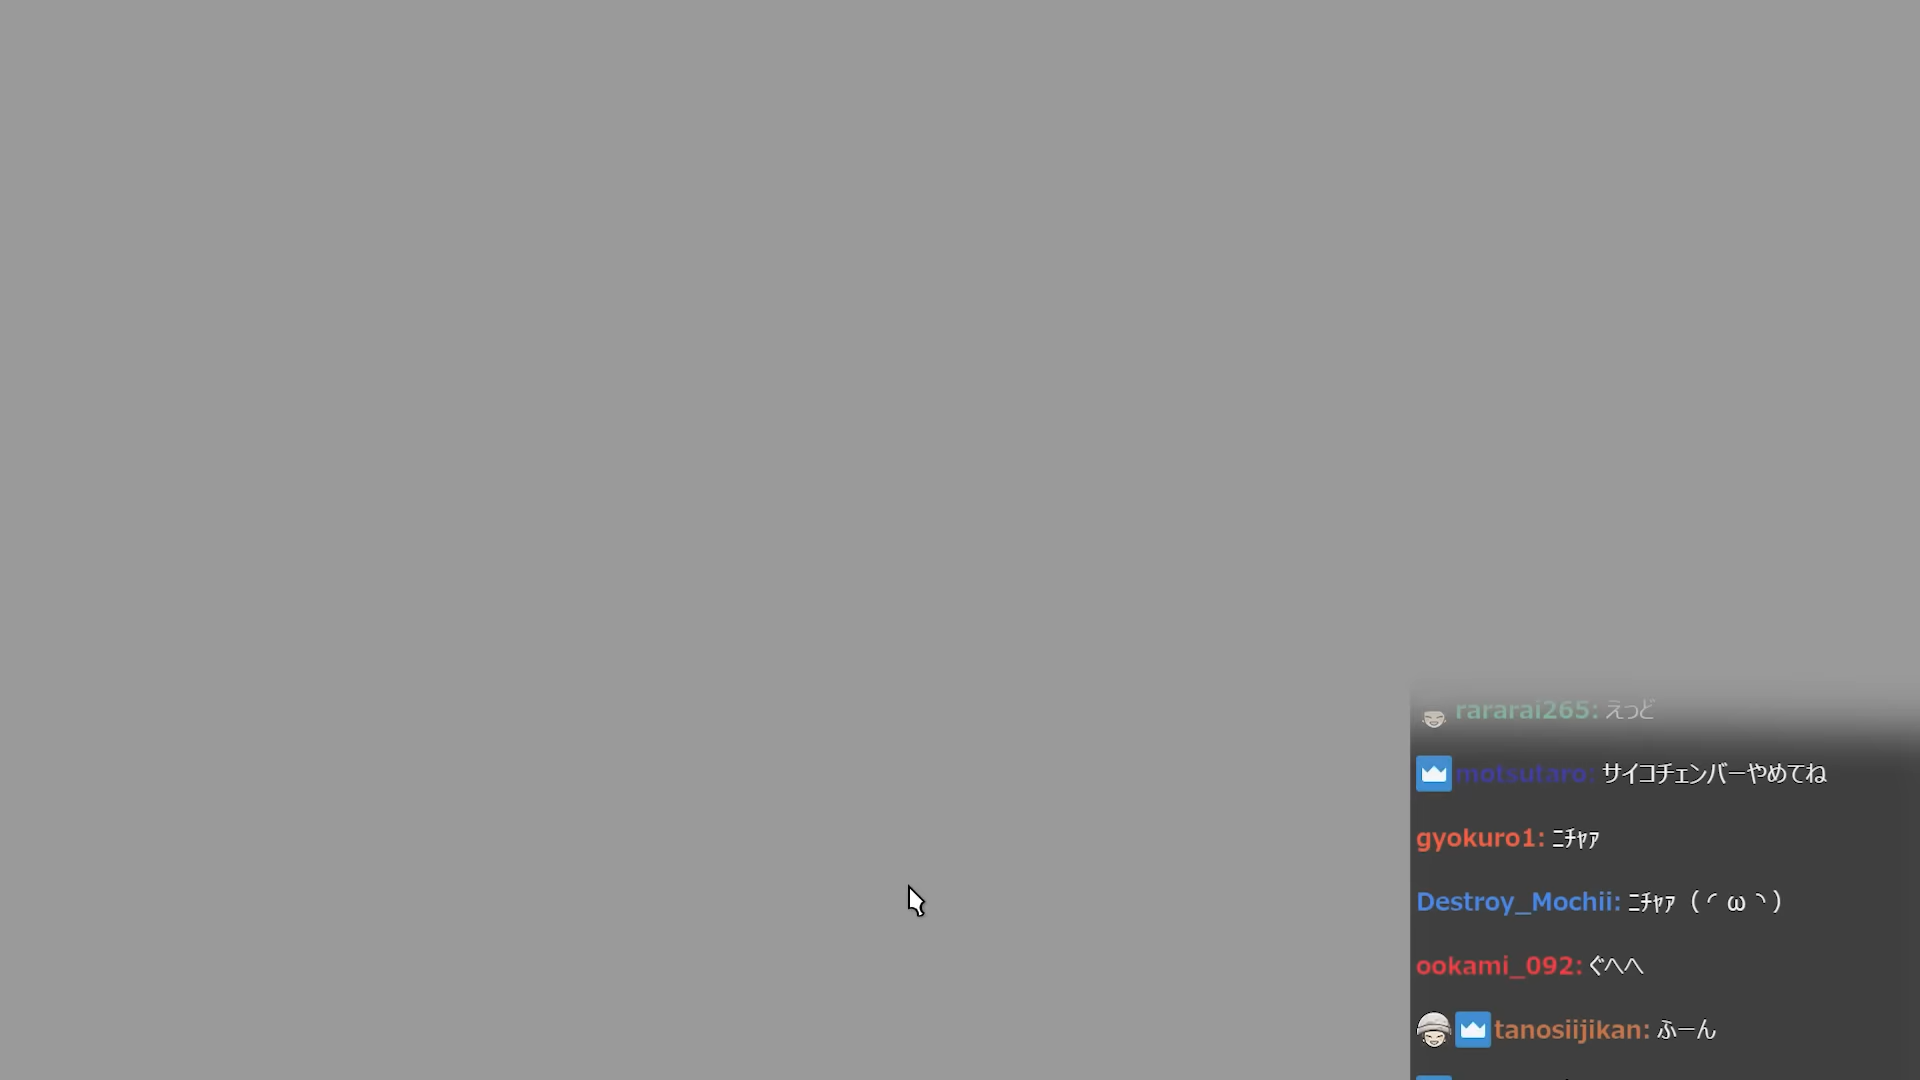 rararai265: えっど
motsutaro: サイコチェンバーやめてね
gyokuro1: ﾆﾁｬｧ
Destroy_Mochii: ﾆﾁｬｧ（◜ω◝）
ookami_092: ぐへへ
tanosiijikan: ふーん